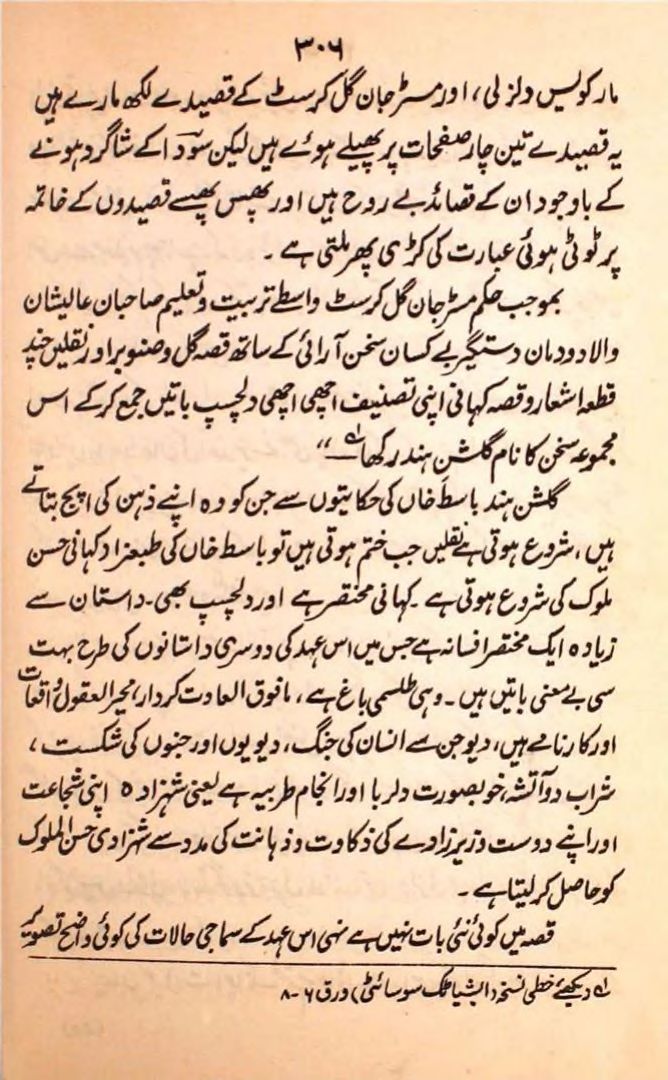 ۳۰۶
مارکولیس ولزلی، اور مسٹر جان گل کرسٹ کے قصیدے لکھ مارے ہیں
یہ قصیدے تین چار صفحات پر پھیلے ہوئے ہیں لیکن سوداؔ کے شاگرد ہونے
کے باوجود ان کے قصائد بے روح ہیں اور پھس پھسے قصیدوں کے خاتمہ
پر ٹوٹی ہوئی عبارت کی کڑی پھر ملتی ہے ۔
بموجب حکم مسٹر جان گل کرسٹ واسطے تربیت و تعلیم صاحبان عالیشان
والا دودمان دستگیر بے کسان سخن آرائی کے ساتھ قصہ گل و صنوبر اور نقلیں چند
قطعہ اشعار و قصہ کہانی اپنی تصنیف اچھی اچھی دلچسپ باتیں جمع کر کے اس
مجموعہ سخن کا نام گلشنِ ہند رکھا لہ ـــ ”
گلشن ہند باسط خاں کی حکایتوں سے جن کو وہ اپنے ذہن کی اپج بتاتے
ہیں، شروع ہوتی ہے نقلیں جب ختم ہوتی ہیں تو باسط خاں کی طبعزاد کہانی حسن
ملوک کی شروع ہوتی ہے ۔ کہانی مختصر ہے اور دلچسپ بھی ۔ داستان سے
زیادہ ایک مختصر افسانہ ہے جس میں اس عہد کی دوسری داستانوں کی طرح بہت
سی بے معنی باتیں ہیں ۔ وہی طلسمی باغ ہے، مافوق العادت کردار، محیر العقول واقعات
اور کارنامے ہیں، دیو جن سے انسان کی جنگ، دیویوں اور جنوں کی شکست،
شراب دو آتشہ، خوبصورت دلربا اور انجام طربیہ ہے یعنی شہزادہ اپنی شجاعت
اور اپنے دوست وزیر زادے کی ذکاوت و ذہانت کی مدد سے شہزادی حسن الملوک
کو حاصل کر لیتا ہے ۔
قصہ میں کوئی نئی بات نہیں ہے نہی اس عہد کے سماجی حالات کی کوئی واضح تصویر
لہ دیکھئے خطی نسخہ (ایشیاٹک سوسائٹی) ورق ۶-۸